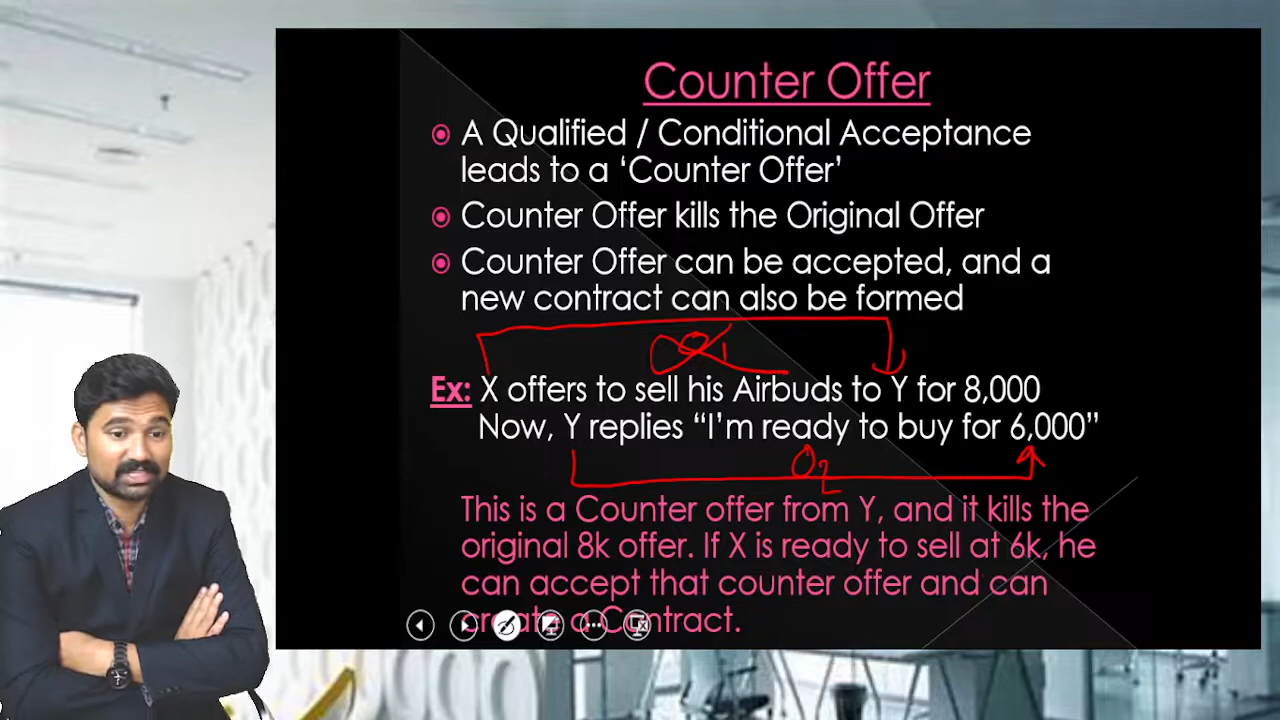 Counter Offer
A Qualified / Conditional Acceptance
leads to a ‘Counter Offer’
Counter Offer kills the Original Offer
Counter Offer can be accepted, and a
new contract can also be formed
O1
Ex: X offers to sell his Airbuds to Y for 8,000
Now, Y replies “I’m ready to buy for 6,000”
O2
This is a Counter offer from Y, and it kills the
original 8k offer. If X is ready to sell at 6k, he
can accept that counter offer and can
create a Contract.